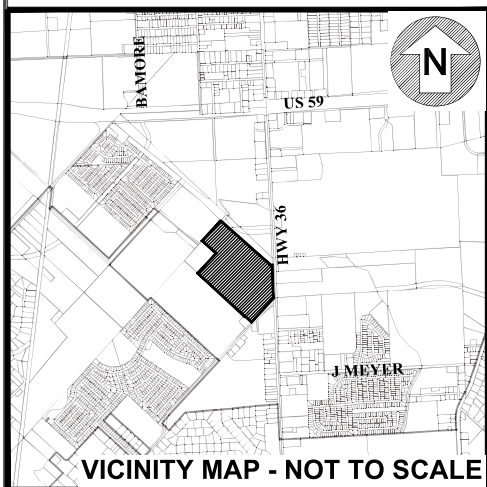 BAMORE
N
US 59
HWY 36
J MEYER
VICINITY MAP - NOT TO SCALE